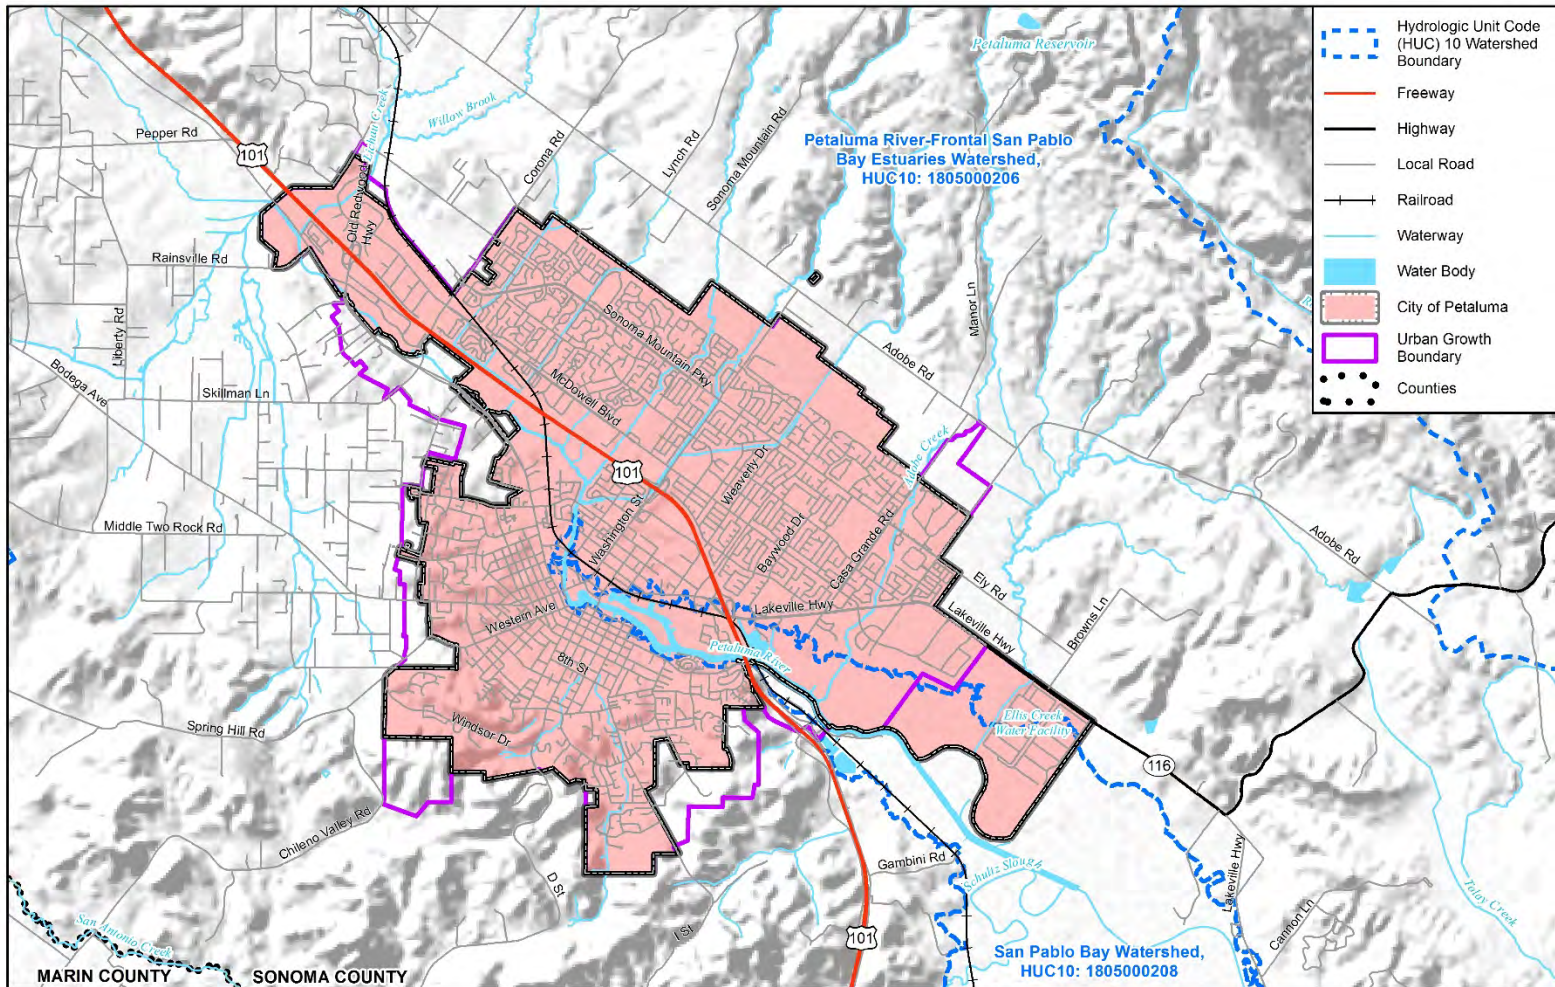 Petaluma Reservoir
Hydrologic Unit Code
(HUC) 10 Watershed
Boundary
Freeway
Highway
Local Road
Railroad
Waterway
Water Body
City of Petaluma
Urban Growth
Boundary
Counties
Pepper Rd
101
Lichau Creek
Willow Brook
Corona Rd
Lynch Rd
Sonoma Mountain Rd
Petaluma River-Frontal San Pablo
Bay Estuaries Watershed,
HUC10: 1805000206
Old Redwood
Hwy
Rainsville Rd
Liberty Rd
Bodega Ave
Skillman Ln
Sonoma Mountain Pky
McDowell Blvd
Manor Ln
Adobe Rd
101
Washington St
Weaverly Dr
Baywood Dr
Casa Grande Rd
Adobe Creek
Middle Two Rock Rd
Ely Rd
Adobe Rd
Browns Ln
Lakeville Hwy
Lakeville Hwy
Western Ave
8th St
Petaluma River
Windsor Dr
Spring Hill Rd
Ellis Creek
Water Facility
116
Chileno Valley Rd
D St
I St
Gambini Rd
Schultz Slough
Lakeville Hwy
Cannon Ln
Tolay Creek
101
San Antonio Creek
MARIN COUNTY
SONOMA COUNTY
San Pablo Bay Watershed,
HUC10: 1805000208